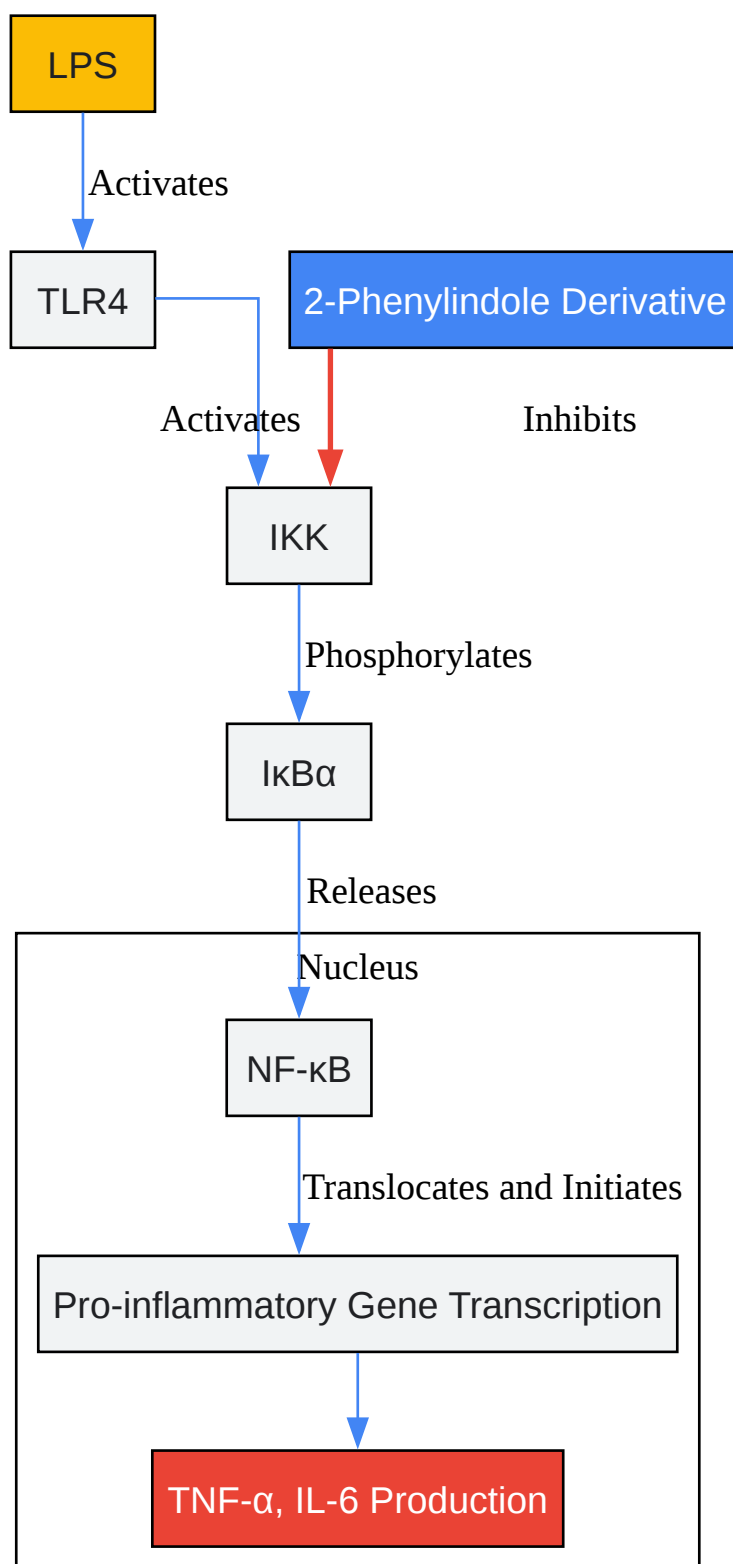 LPS
Activates
TLR4
2-Phenylindole Derivative
Activates
Inhibits
IKK
Phosphorylates
IκBα
Releases
Nucleus
NF-κB
Translocates and Initiates
Pro-inflammatory Gene Transcription
TNF-α, IL-6 Production